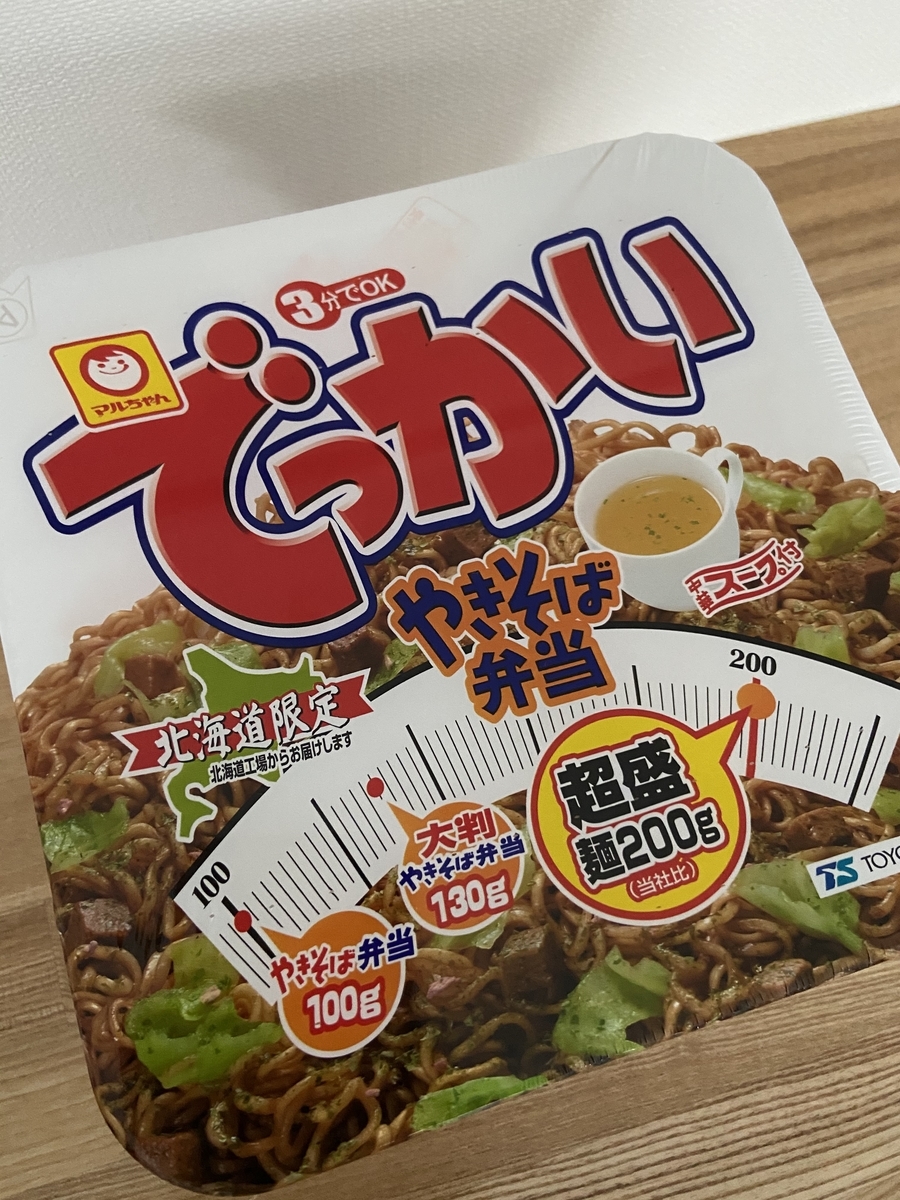 3分でOK
マルちゃん
でっかい
やきそば
弁当
中華スープ付
北海道限定
北海道工場からお届けします
200
超盛
麺200g
(当社比)
大判
やきそば弁当
130g
100
やきそば弁当
100g
TS TOYO